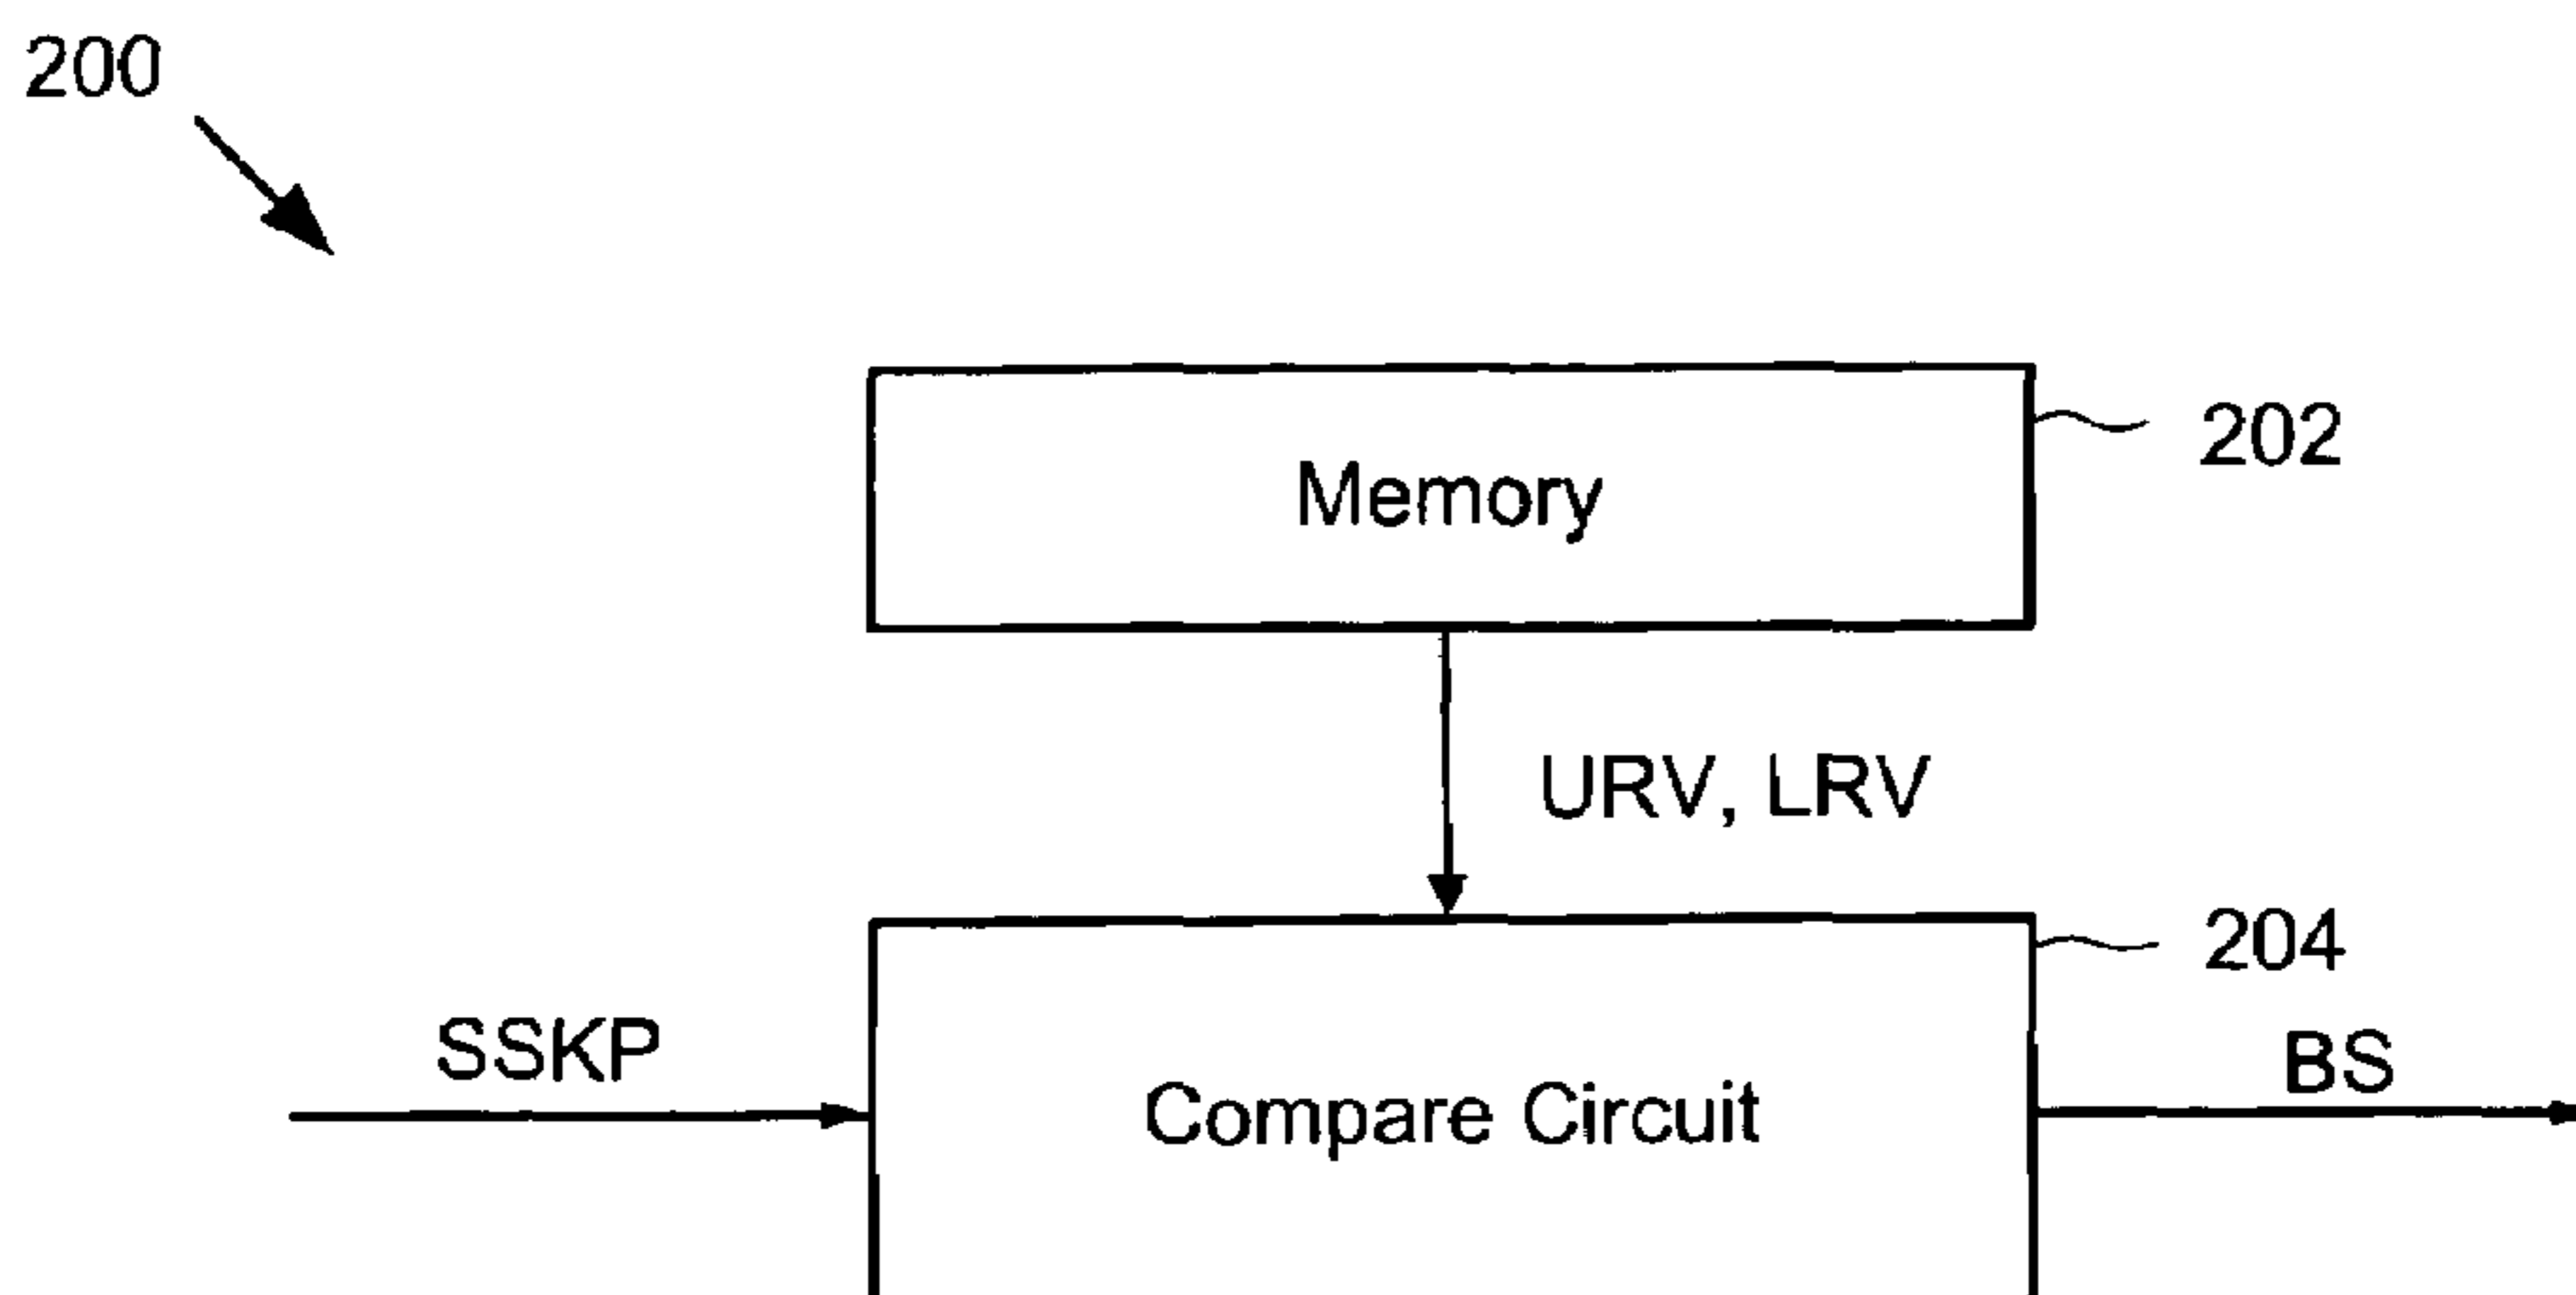 200
202
Memory
URV, LRV
204
SSKP
BS
Compare Circuit